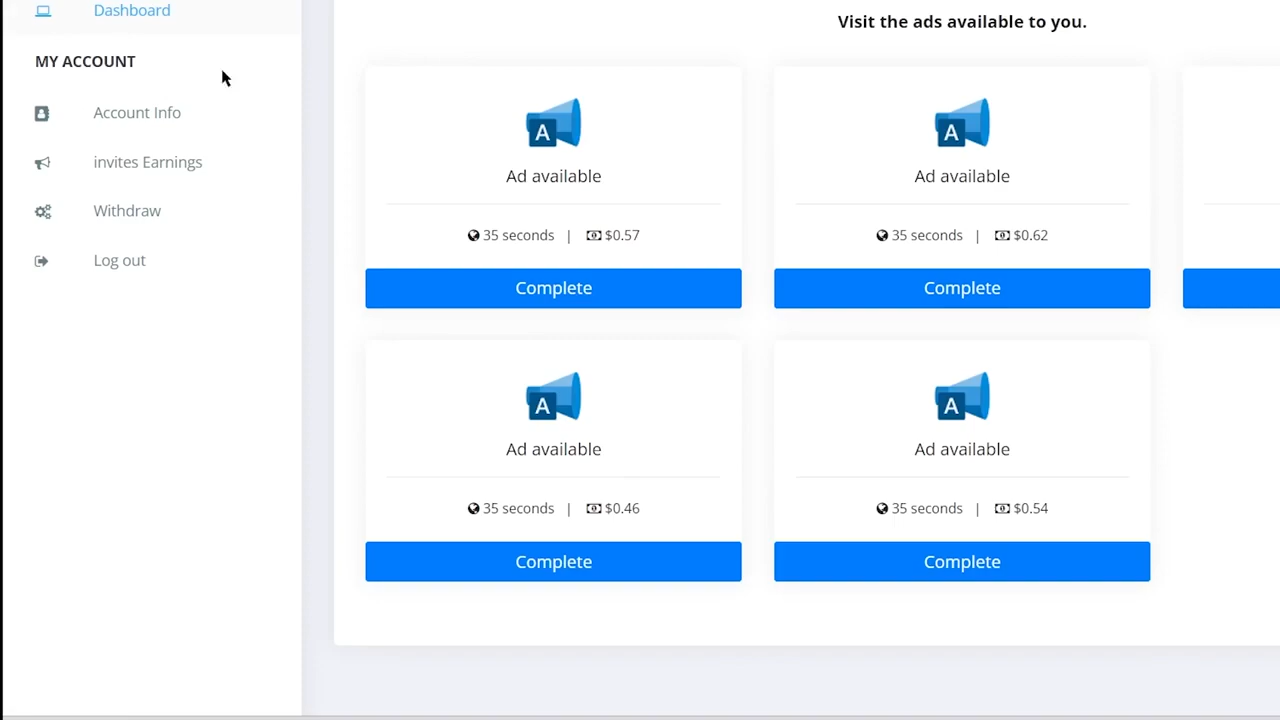 Dashboard
MY ACCOUNT
Account Info
invites Earnings
Withdraw
Log out
Visit the ads available to you.
A
Ad available
35 seconds | $0.57
Complete
A
Ad available
35 seconds | $0.62
Complete
A
Ad available
35 seconds | $0.46
Complete
A
Ad available
35 seconds | $0.54
Complete